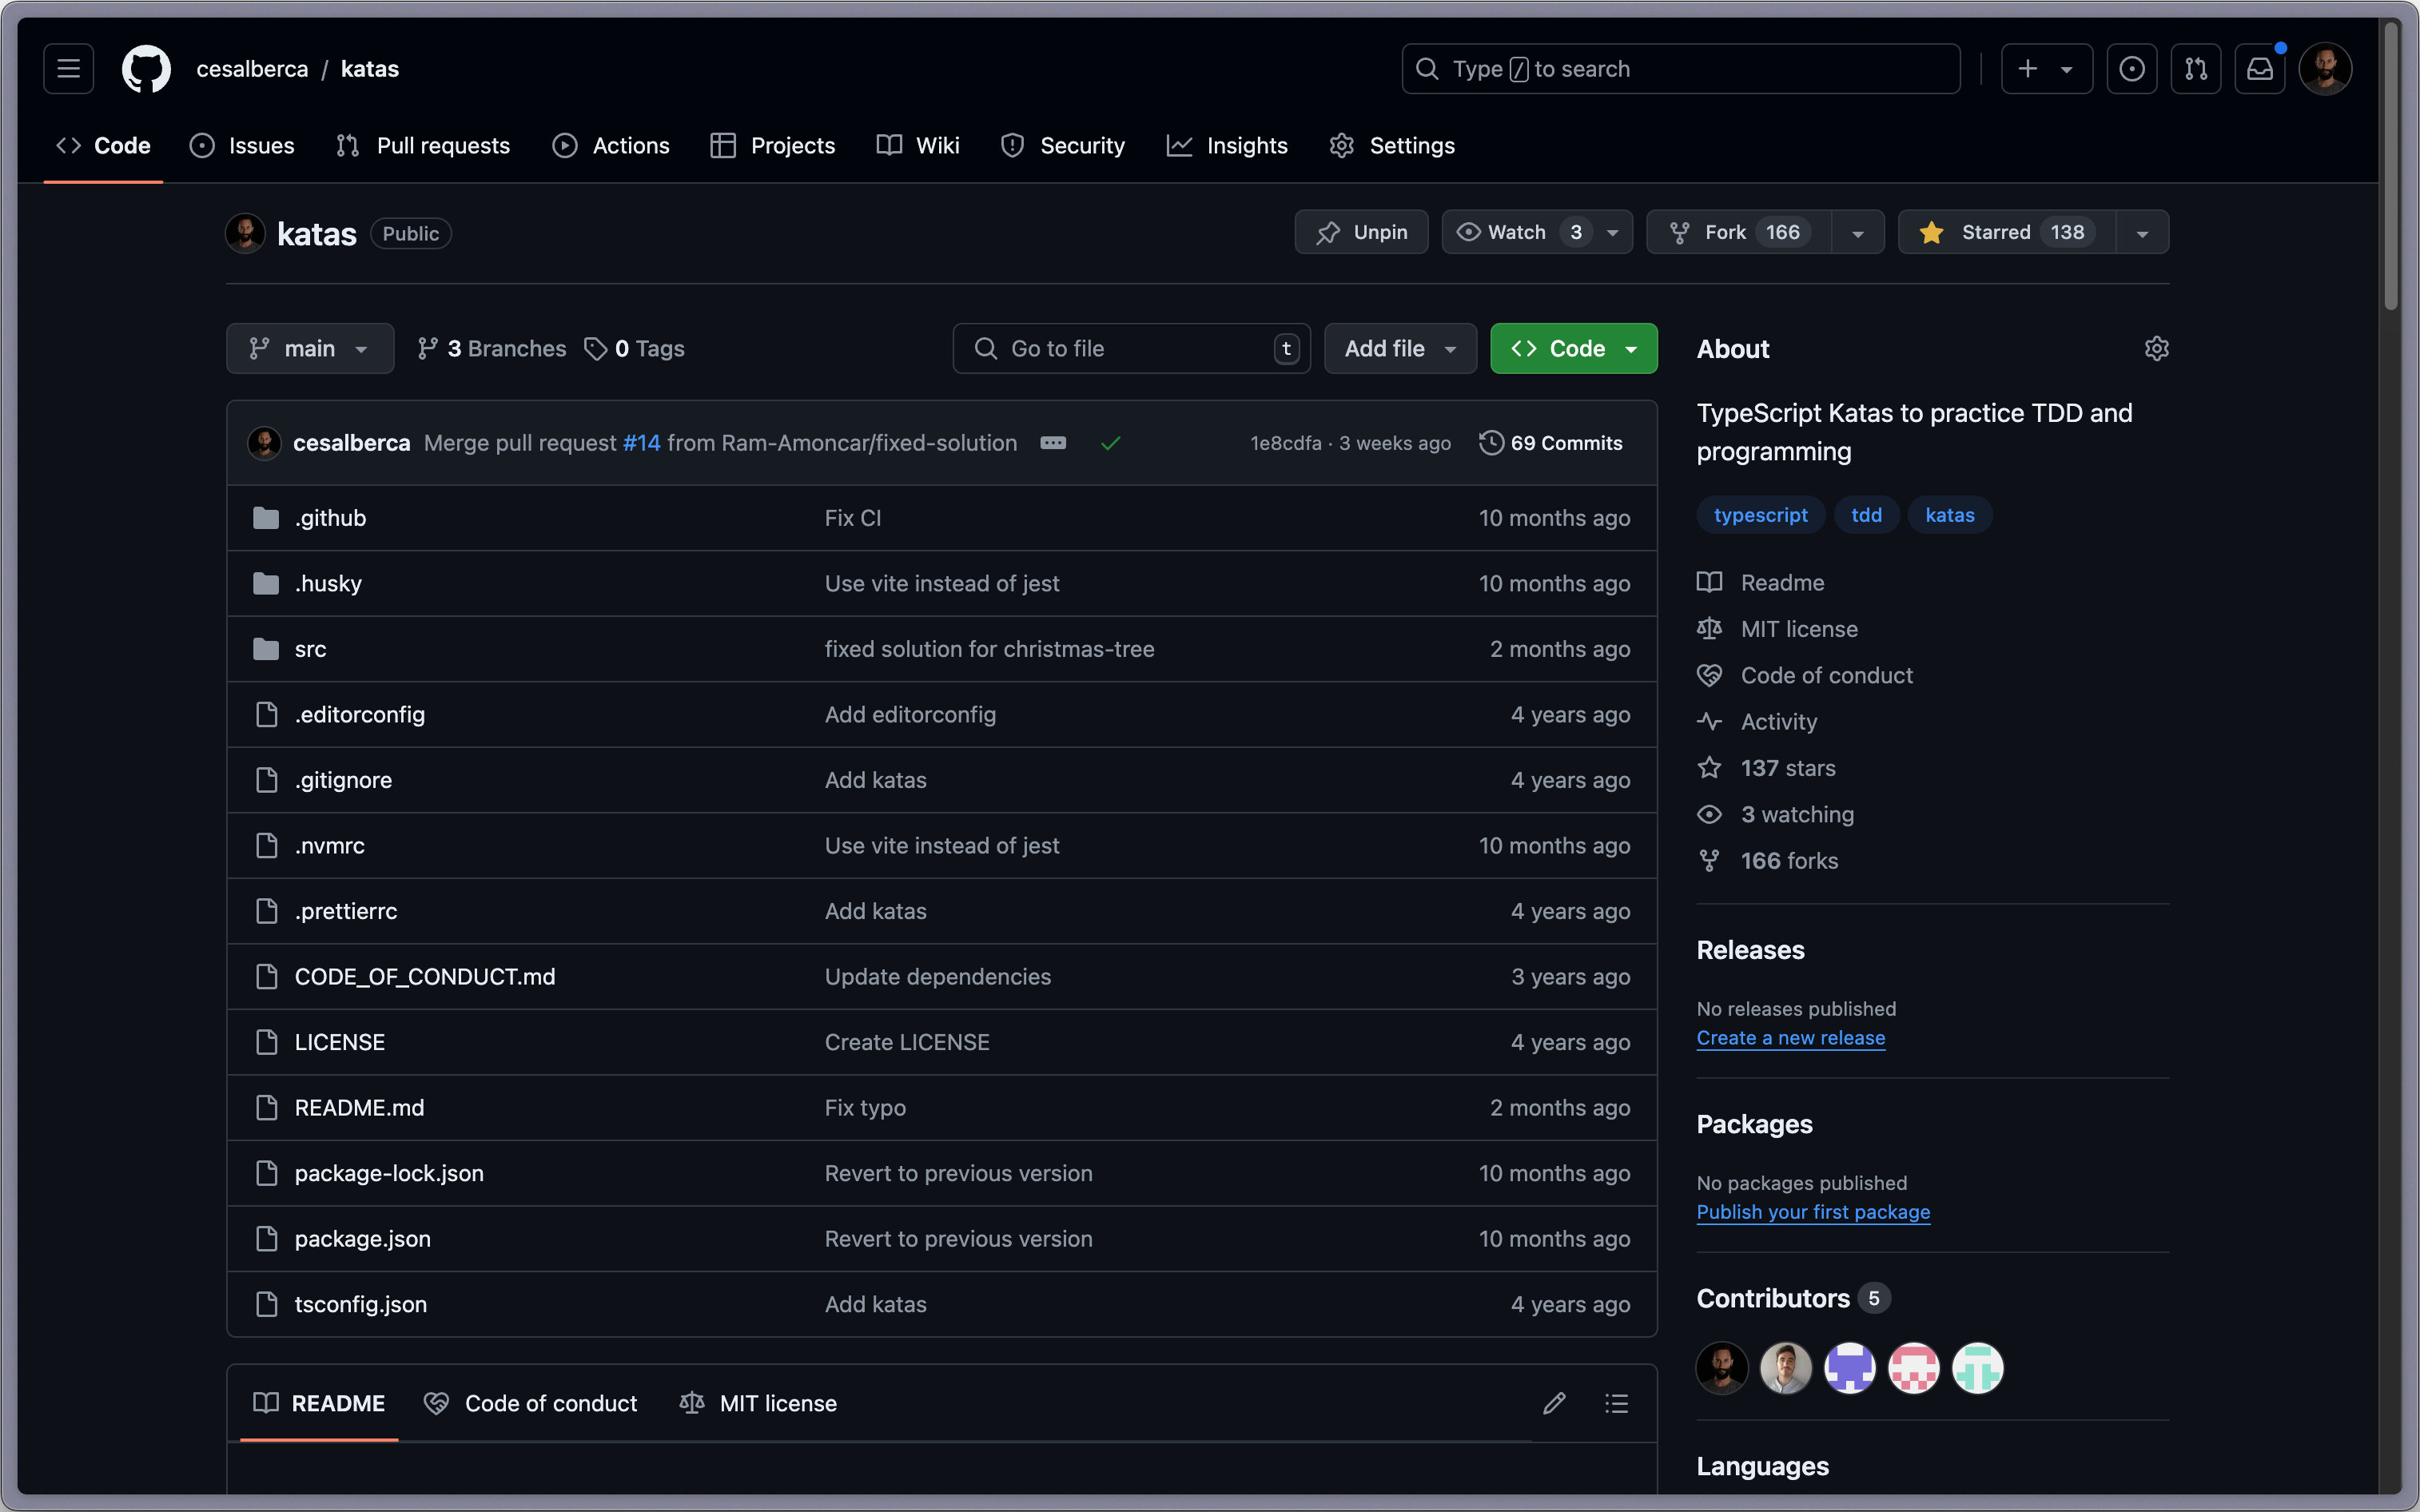 cesalberca / katas
Type / to search
Code Issues Pull requests Actions Projects Wiki Security Insights Settings
katas Public
Unpin Watch 3 Fork 166 Starred 138
main 3 Branches 0 Tags Go to file t Add file Code
cesalberca Merge pull request #14 from Ram-Amoncar/fixed-solution 1e8cdfa · 3 weeks ago 69 Commits
.github Fix CI 10 months ago
.husky Use vite instead of jest 10 months ago
src fixed solution for christmas-tree 2 months ago
.editorconfig Add editorconfig 4 years ago
.gitignore Add katas 4 years ago
.nvmrc Use vite instead of jest 10 months ago
.prettierrc Add katas 4 years ago
CODE_OF_CONDUCT.md Update dependencies 3 years ago
LICENSE Create LICENSE 4 years ago
README.md Fix typo 2 months ago
package-lock.json Revert to previous version 10 months ago
package.json Revert to previous version 10 months ago
tsconfig.json Add katas 4 years ago
README Code of conduct MIT license
About
TypeScript Katas to practice TDD and
programming
typescript tdd katas
Readme
MIT license
Code of conduct
Activity
137 stars
3 watching
166 forks
Releases
No releases published
Create a new release
Packages
No packages published
Publish your first package
Contributors 5
Languages